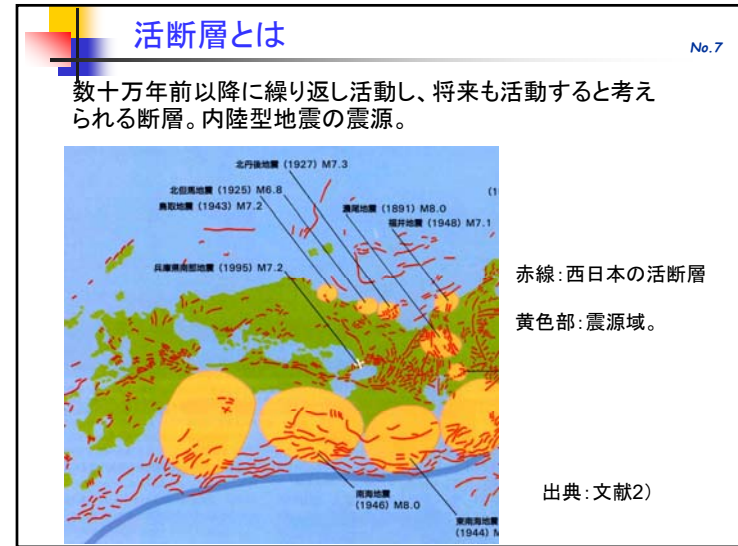 活断層とは
No.7
数十万年前以降に繰り返し活動し、将来も活動すると考え
られる断層。内陸型地震の震源。
北丹後地震 (1927) M7.3
北但馬地震 (1925) M6.8
(1
鳥取地震 (1943) M7.2
濃尾地震 (1891) M8.0
福井地震 (1948) M7.1
兵庫県南部地震 (1995) M7.2
赤線:西日本の活断層
黄色部:震源域。
南海地震
(1946) M8.0
東南海地震
(1944) M
出典:文献2)